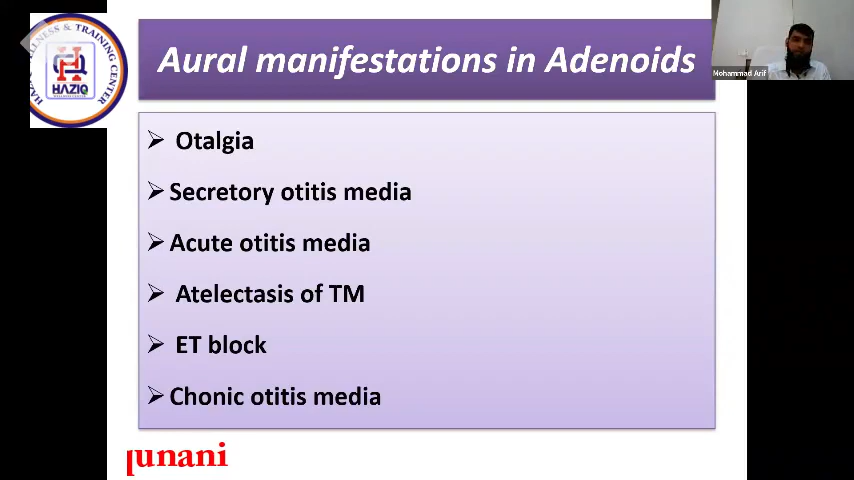 WELLNESS & TRAINING CENTER
HAZIQ
Aural manifestations in Adenoids
Mohammad Arif
Otalgia
Secretory otitis media
Acute otitis media
Atelectasis of TM
ET block
Chonic otitis media
unani